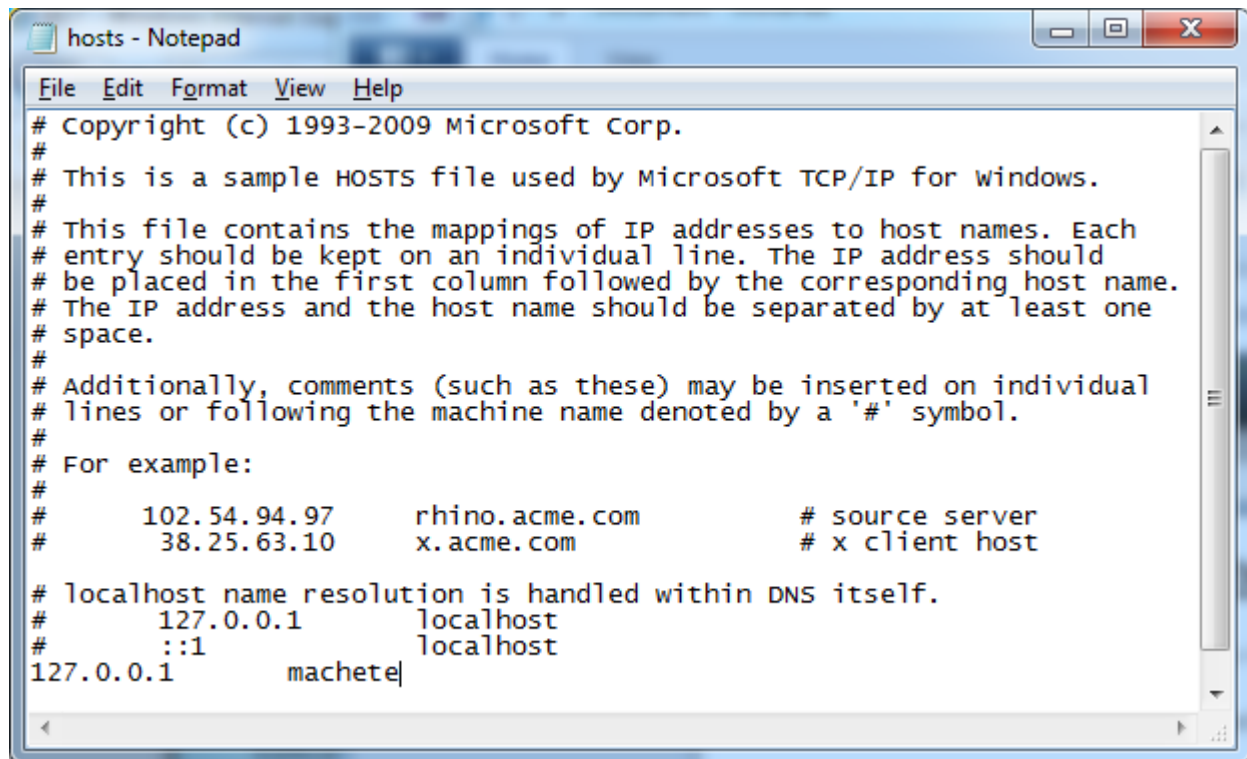 hosts - Notepad
File Edit Format View Help
# Copyright (c) 1993-2009 Microsoft Corp.
#
# This is a sample HOSTS file used by Microsoft TCP/IP for Windows.
#
# This file contains the mappings of IP addresses to host names. Each
# entry should be kept on an individual line. The IP address should
# be placed in the first column followed by the corresponding host name.
# The IP address and the host name should be separated by at least one
# space.
#
# Additionally, comments (such as these) may be inserted on individual
# lines or following the machine name denoted by a '#' symbol.
#
# For example:
#
#      102.54.94.97     rhino.acme.com          # source server
#       38.25.63.10     x.acme.com              # x client host

# localhost name resolution is handled within DNS itself.
#       127.0.0.1       localhost
#       ::1             localhost
127.0.0.1       machete